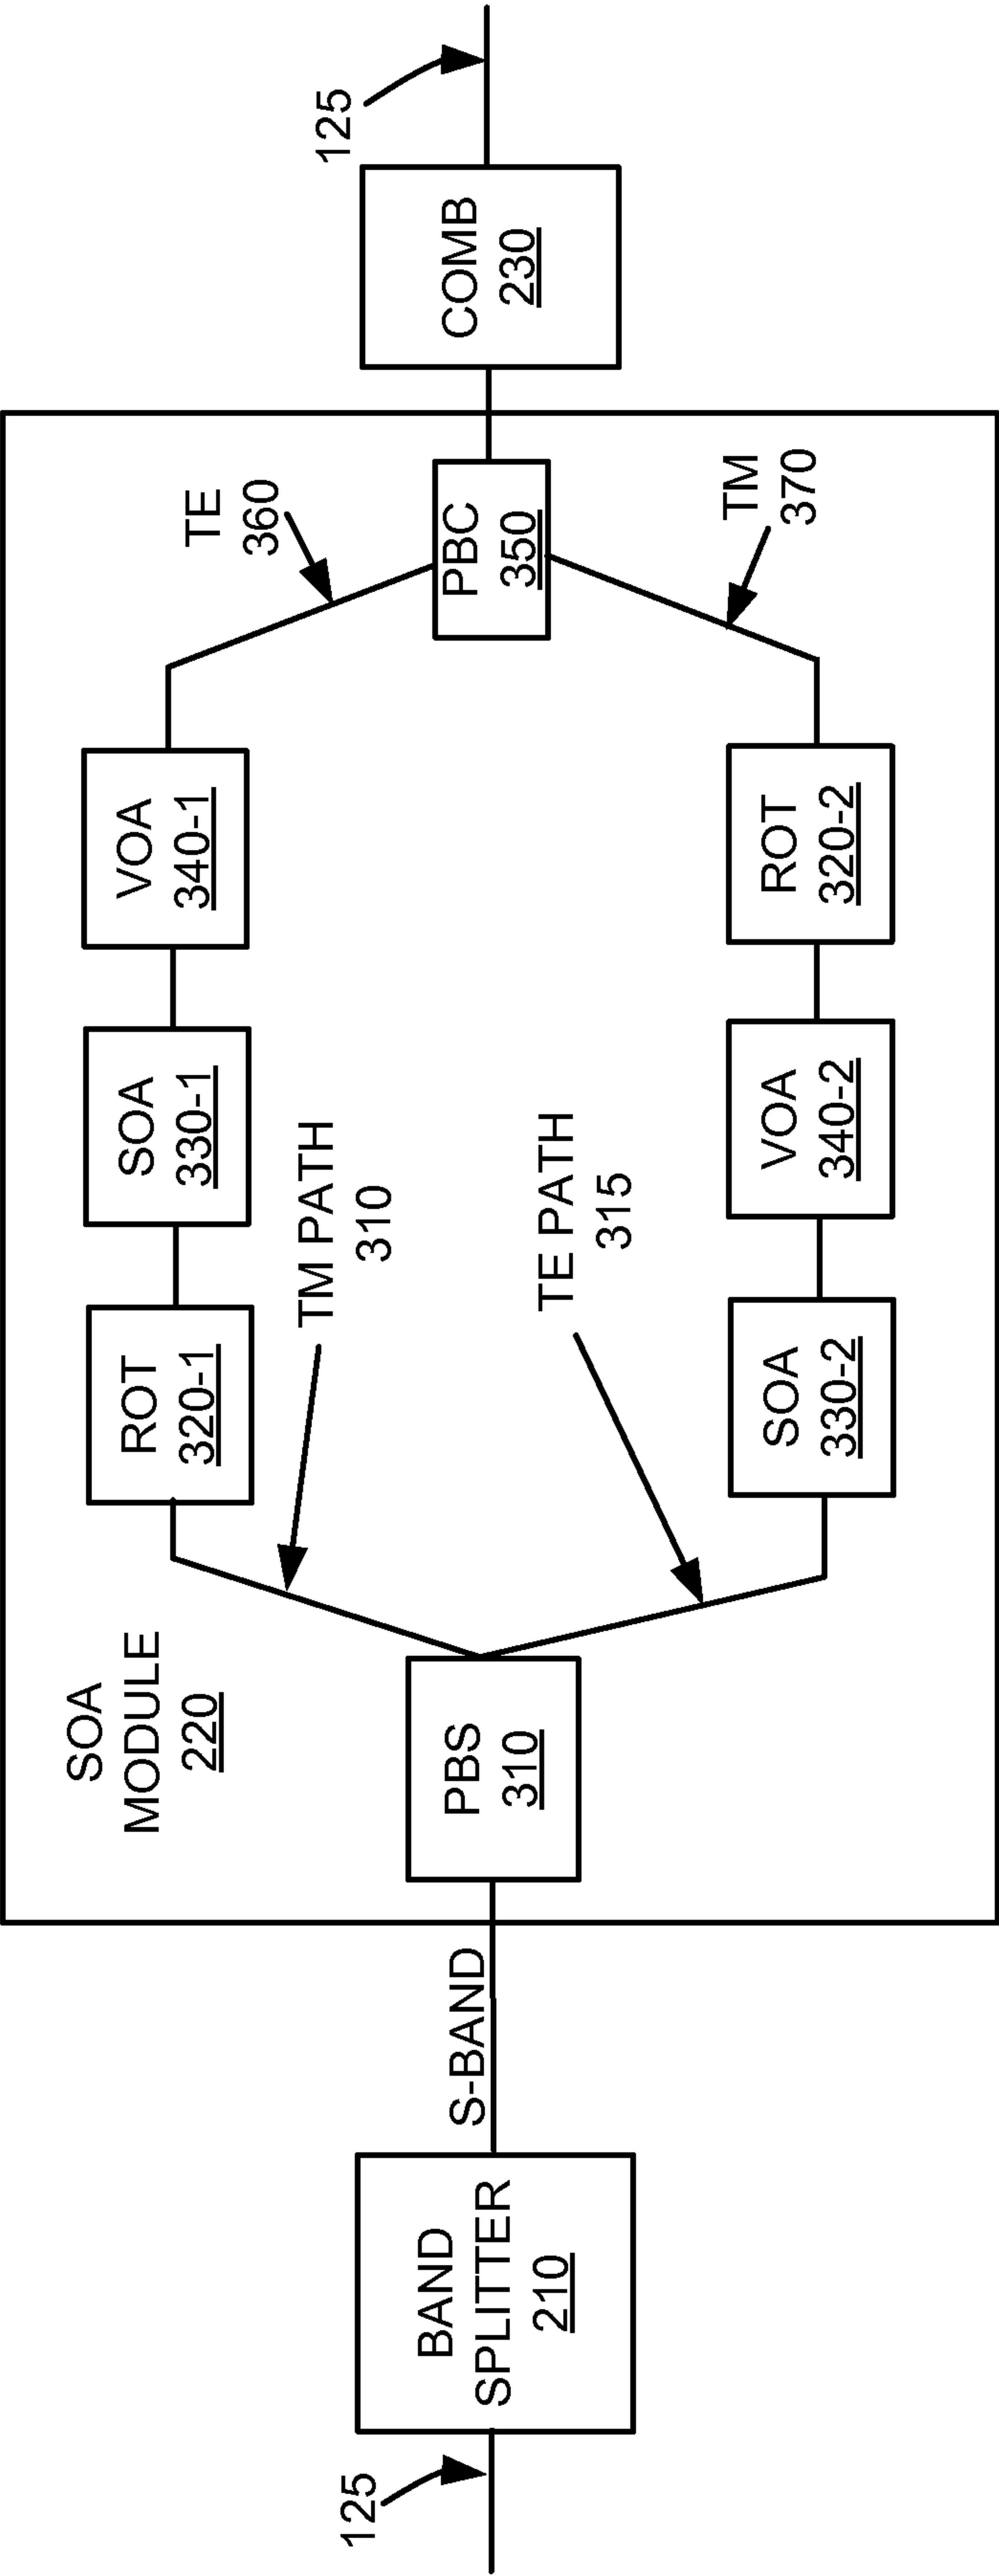 125
BAND
SPLITTER
210
S-BAND
SOA
MODULE
220
PBS
310
TM PATH
310
TE PATH
315
ROT
320-1
SOA
330-1
VOA
340-1
SOA
330-2
VOA
340-2
ROT
320-2
TE
360
TM
370
PBC
350
COMB
230
125